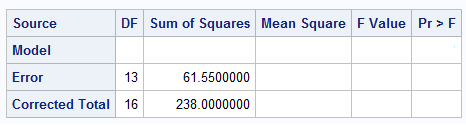 Source DF Sum of Squares Mean Square F Value Pr > F
Model
Error 13 61.5500000
Corrected Total 16 238.0000000